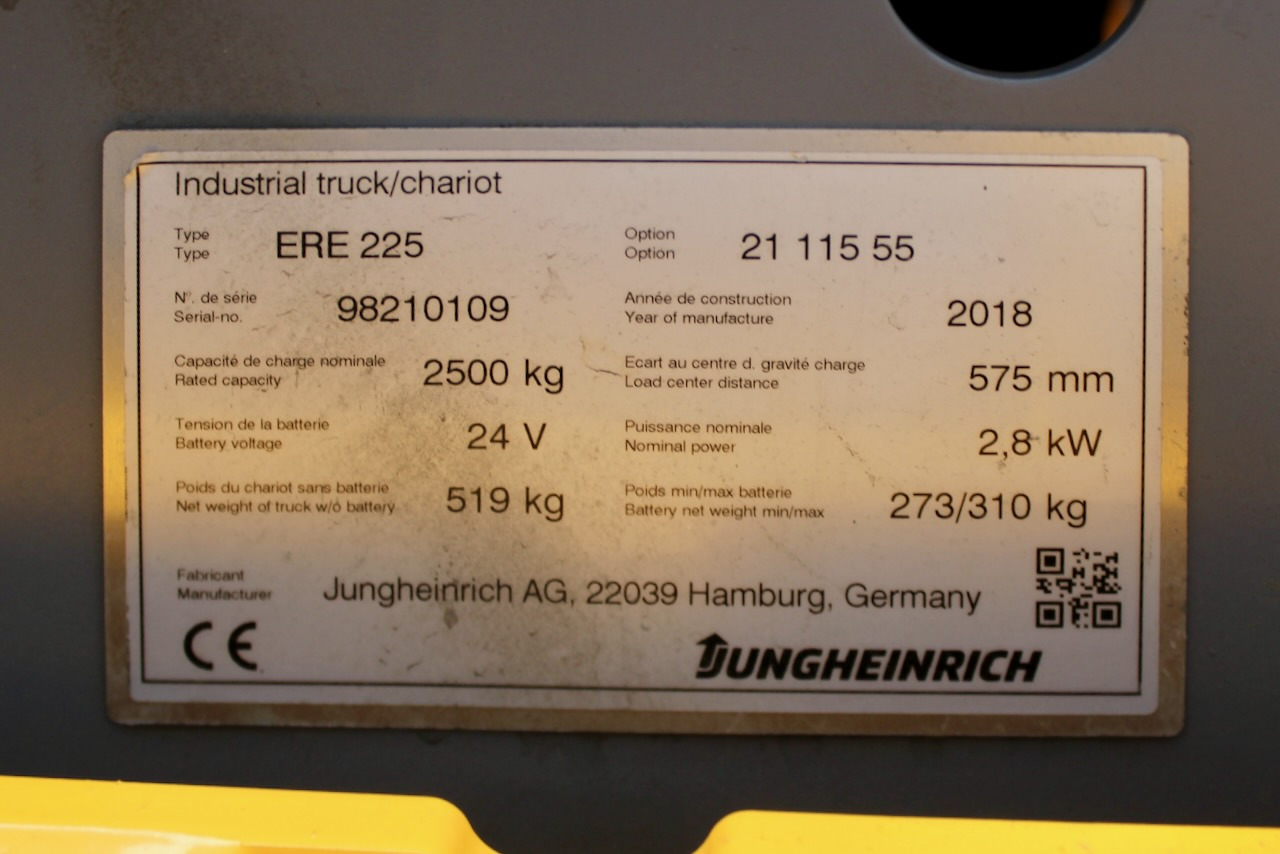 Industrial truck/chariot
Type
Type
ERE 225
Option
Option
21 115 55
N°. de série
Serial-no.
98210109
Année de construction
Year of manufacture
2018
Capacité de charge nominale
Rated capacity
2500 kg
Ecart au centre d. gravité charge
Load center distance
575 mm
Tension de la batterie
Battery voltage
24 V
Puissance nominale
Nominal power
2,8 kW
Poids du chariot sans batterie
Net weight of truck w/o battery
519 kg
Poids min/max batterie
Battery net weight min/max
273/310 kg
Fabricant
Manufacturer
Jungheinrich AG, 22039 Hamburg, Germany
CE
JUNGHEINRICH